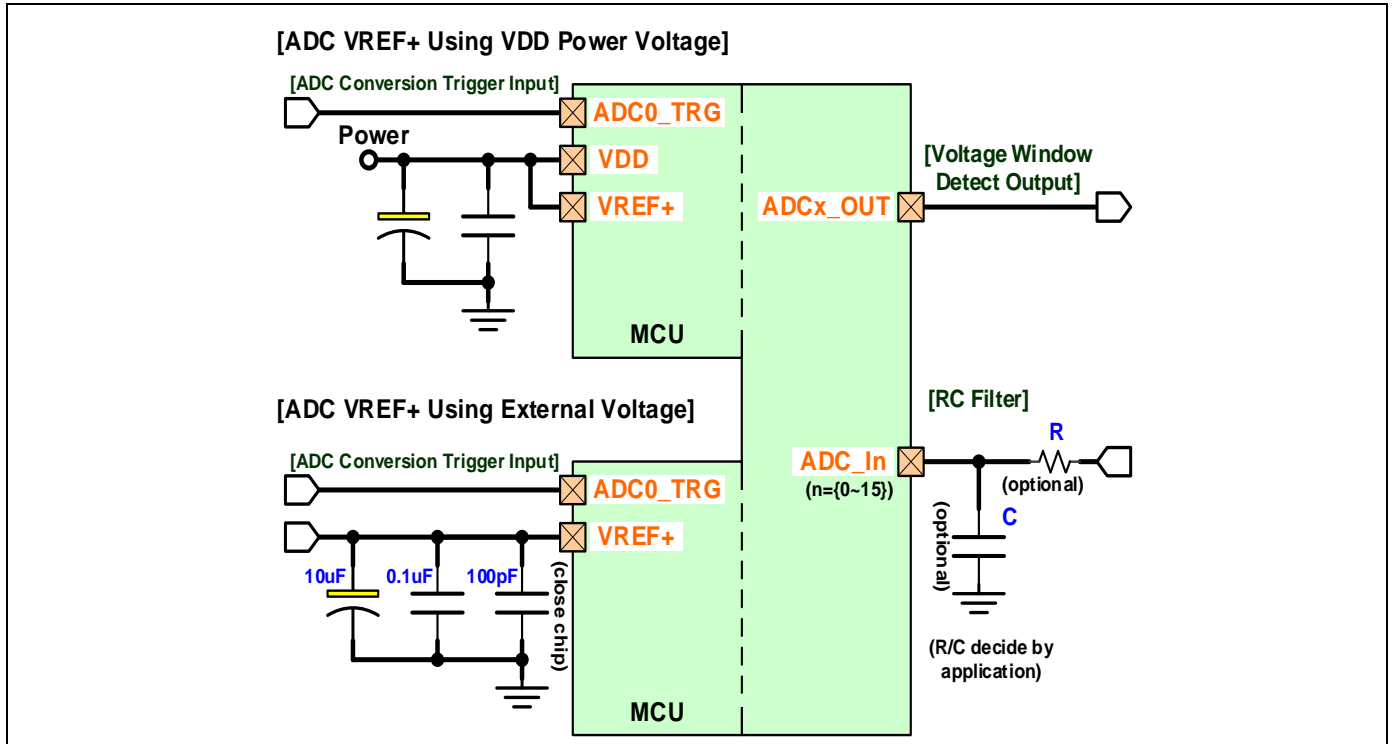 [ADC VREF+ Using VDD Power Voltage]
[ADC Conversion Trigger Input]
ADC0_TRG
Power
VDD
VREF+
MCU
[Voltage Window
Detect Output]
ADCx_OUT
[ADC VREF+ Using External Voltage]
[ADC Conversion Trigger Input]
ADC0_TRG
VREF+
10uF
0.1uF
100pF
(close chip)
MCU
[RC Filter]
R
ADC_In
(n={0~15})
(optional)
C
(optional)
(R/C decide by
application)